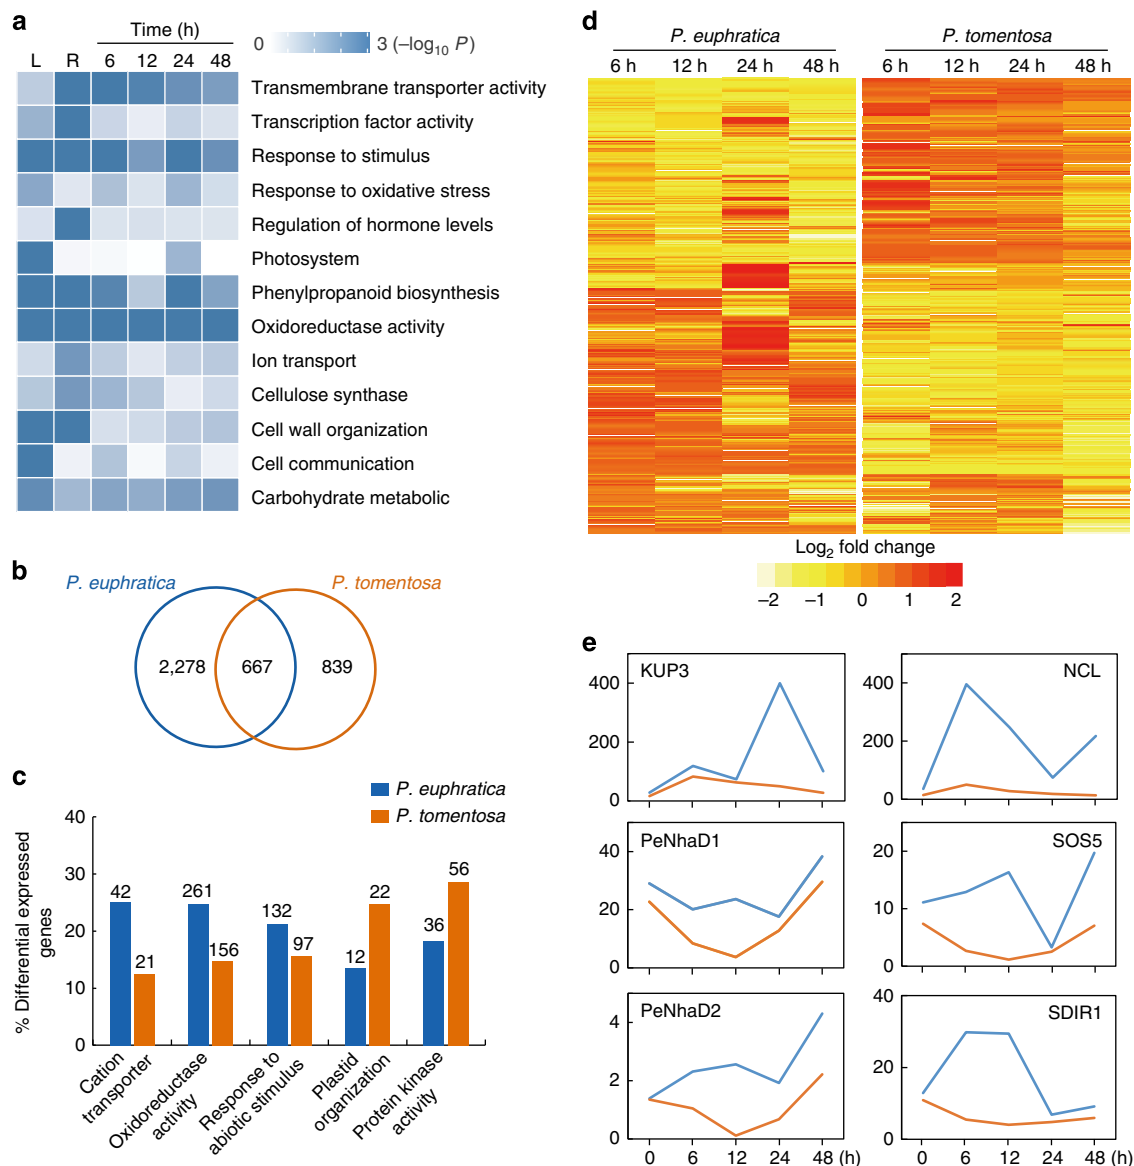 a
Time (h)
0
3 (–log10 P)
L R 6 12 24 48
Transmembrane transporter activity
Transcription factor activity
Response to stimulus
Response to oxidative stress
Regulation of hormone levels
Photosystem
Phenylpropanoid biosynthesis
Oxidoreductase activity
Ion transport
Cellulose synthase
Cell wall organization
Cell communication
Carbohydrate metabolic
b
P. euphratica
P. tomentosa
2,278 667 839
c
P. euphratica
P. tomentosa
% Differential expressed
genes
40
30
20
10
0
42
21
261
156
132
97
12
22
36
56
Cation
transporter
Oxidoreductase
activity
Response to
abiotic stimulus
Plastid
organization
Protein kinase
activity
d
P. euphratica
P. tomentosa
6 h 12 h 24 h 48 h
6 h 12 h 24 h 48 h
Log2 fold change
–2 –1 0 1 2
e
KUP3
400
200
0
NCL
400
200
0
PeNhaD1
40
20
0
SOS5
20
10
0
PeNhaD2
4
2
0
SDIR1
40
20
0
0 6 12 24 48 (h)
0 6 12 24 48 (h)